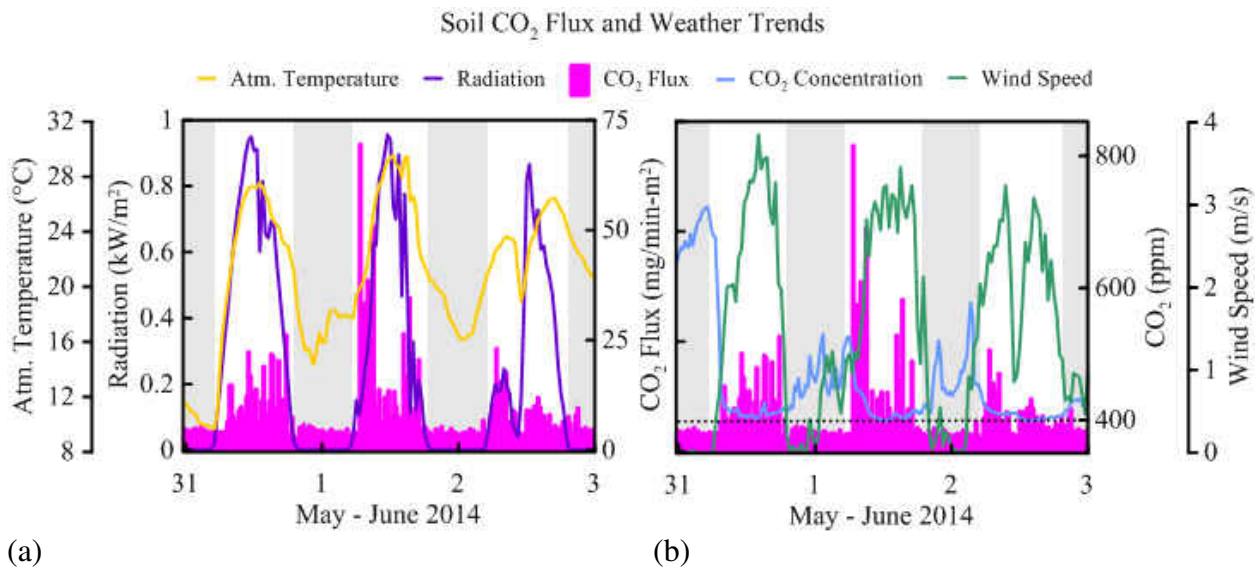 Soil CO₂ Flux and Weather Trends
Atm. Temperature Radiation CO₂ Flux CO₂ Concentration Wind Speed
Atm. Temperature (°C)
32
28
24
20
16
12
8
Radiation (kW/m²)
1
0.8
0.6
0.4
0.2
0
75
50
25
0
CO₂ Flux (mg/min-m²)
800
600
400
CO₂ (ppm)
4
3
2
1
0
Wind Speed (m/s)
31 1 2 3
May - June 2014
31 1 2 3
May - June 2014
(a)
(b)